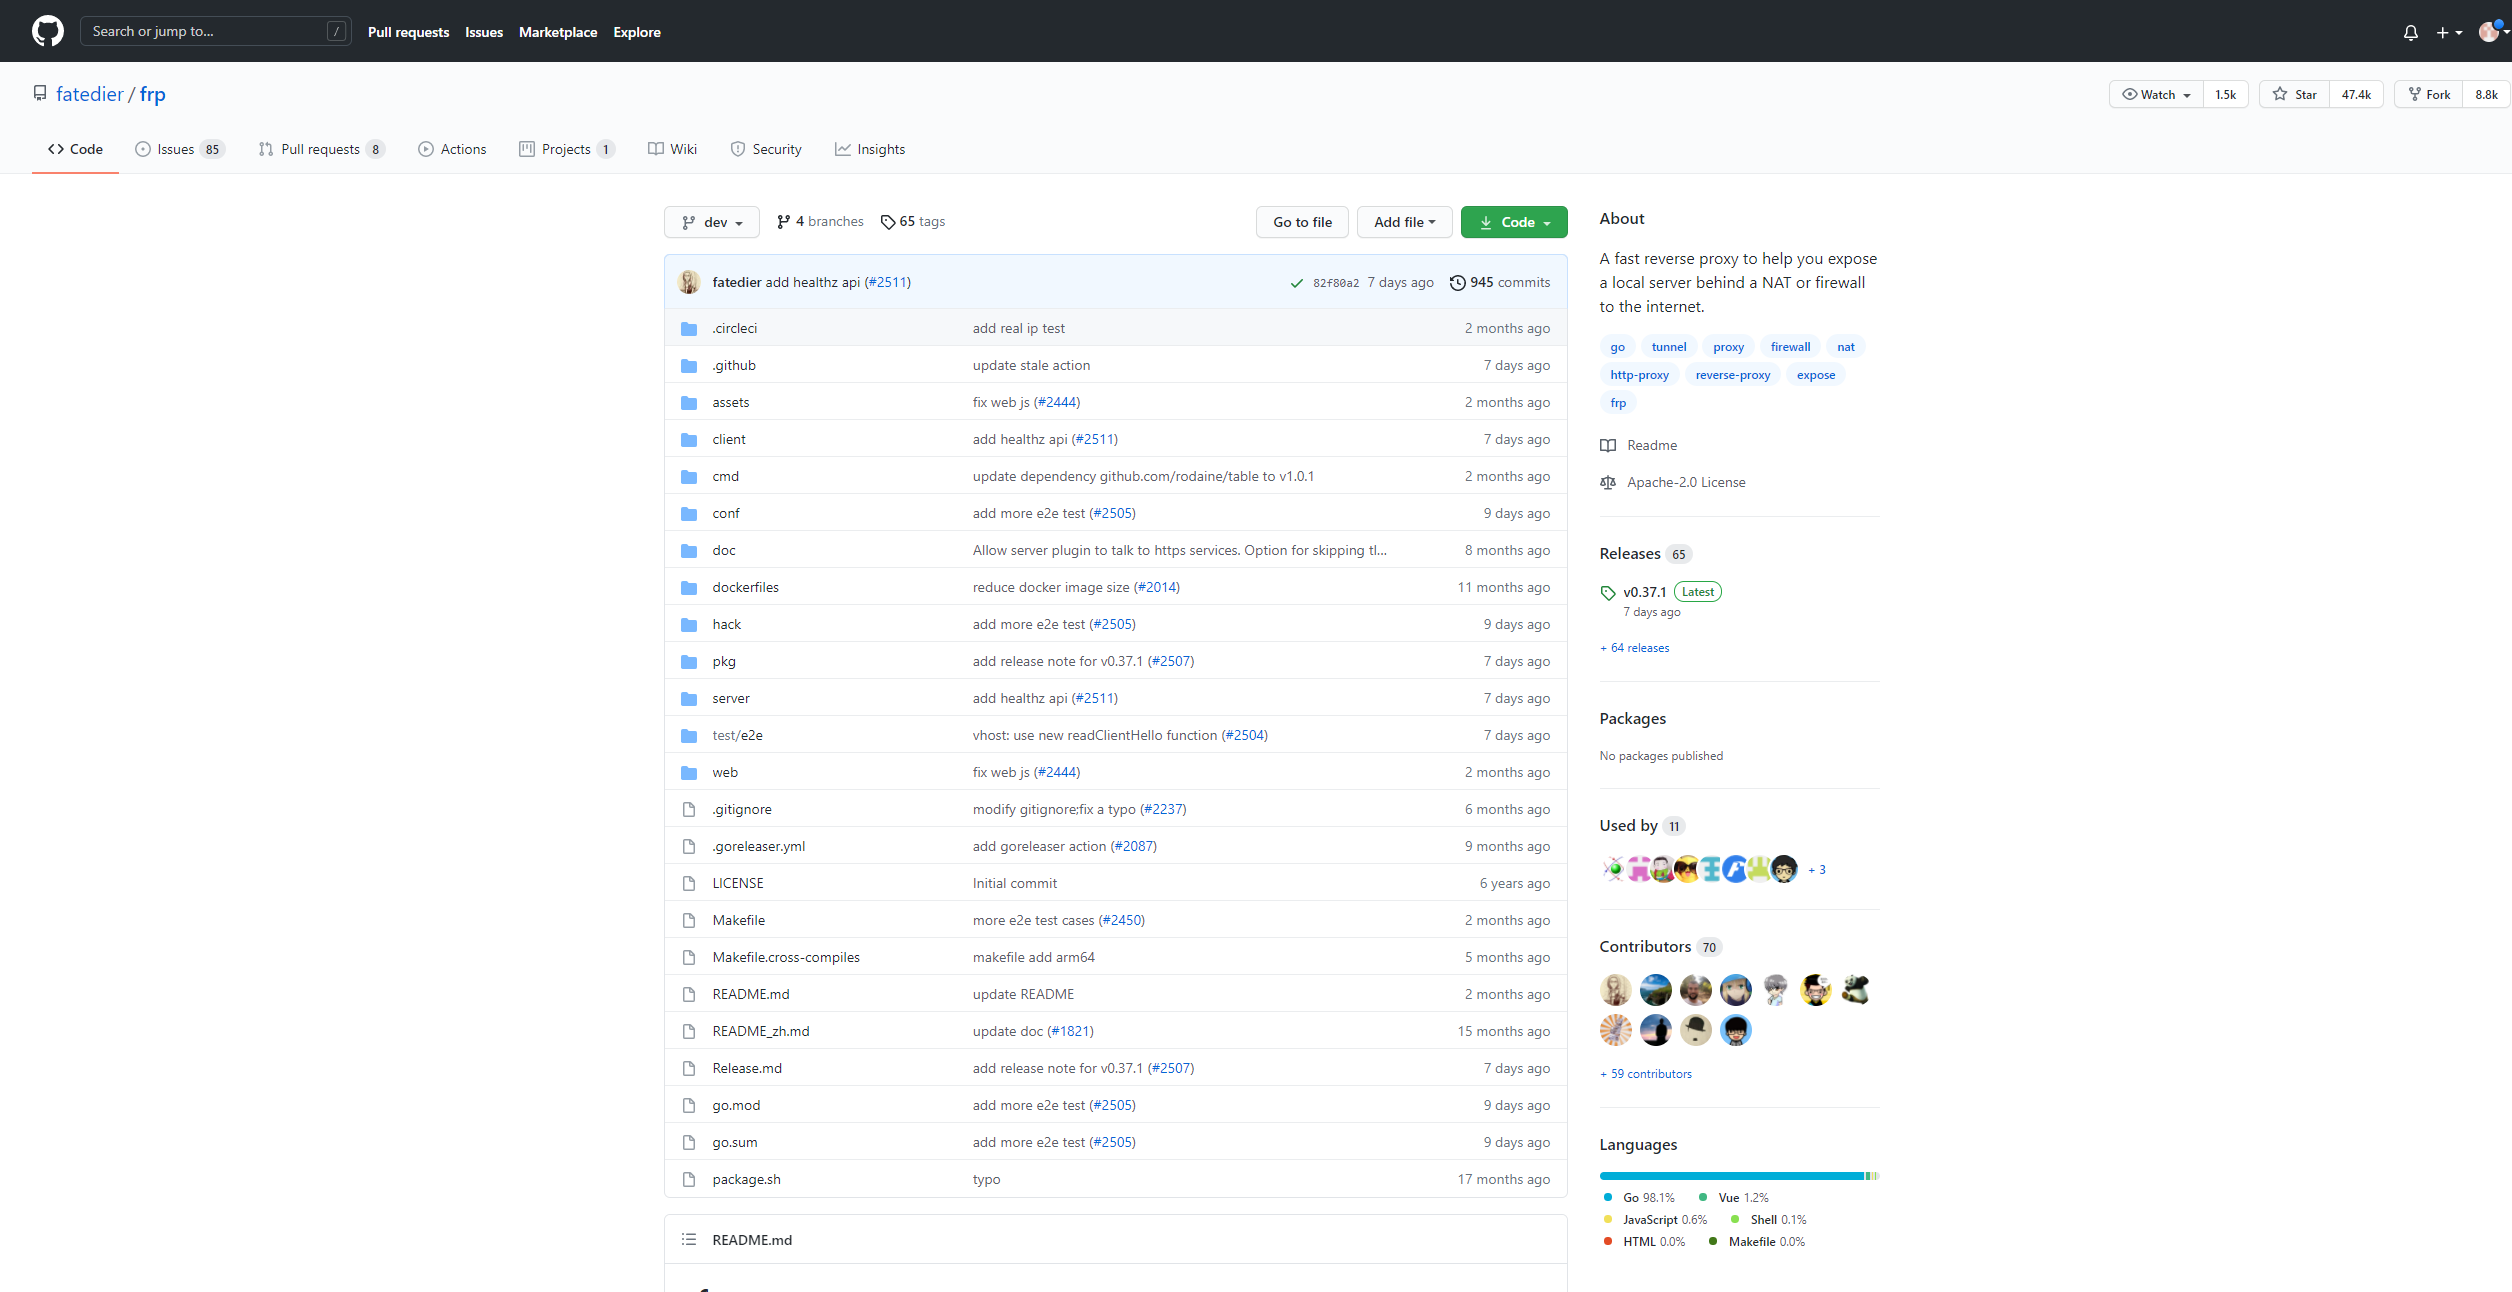 Search or jump to... /
Pull requests Issues Marketplace Explore
fatedier / frp
Watch 1.5k Star 47.4k Fork 8.8k
Code Issues 85 Pull requests 8 Actions Projects 1 Wiki Security Insights
dev 4 branches 65 tags Go to file Add file Code
fatedier add healthz api (#2511) 82f80a2 7 days ago 945 commits
.circleci add real ip test 2 months ago
.github update stale action 7 days ago
assets fix web js (#2444) 2 months ago
client add healthz api (#2511) 7 days ago
cmd update dependency github.com/rodaine/table to v1.0.1 2 months ago
conf add more e2e test (#2505) 9 days ago
doc Allow server plugin to talk to https services. Option for skipping tl... 8 months ago
dockerfiles reduce docker image size (#2014) 11 months ago
hack add more e2e test (#2505) 9 days ago
pkg add release note for v0.37.1 (#2507) 7 days ago
server add healthz api (#2511) 7 days ago
test/e2e vhost: use new readClientHello function (#2504) 7 days ago
web fix web js (#2444) 2 months ago
.gitignore modify gitignore;fix a typo (#2237) 6 months ago
.goreleaser.yml add goreleaser action (#2087) 9 months ago
LICENSE Initial commit 6 years ago
Makefile more e2e test cases (#2450) 2 months ago
Makefile.cross-compiles makefile add arm64 5 months ago
README.md update README 2 months ago
README_zh.md update doc (#1821) 15 months ago
Release.md add release note for v0.37.1 (#2507) 7 days ago
go.mod add more e2e test (#2505) 9 days ago
go.sum add more e2e test (#2505) 9 days ago
package.sh typo 17 months ago
README.md
About
A fast reverse proxy to help you expose
a local server behind a NAT or firewall
to the internet.
go tunnel proxy firewall nat
http-proxy reverse-proxy expose
frp
Readme
Apache-2.0 License
Releases 65
v0.37.1 Latest
7 days ago
+ 64 releases
Packages
No packages published
Used by 11
+ 3
Contributors 70
+ 59 contributors
Languages
Go 98.1% Vue 1.2%
JavaScript 0.6% Shell 0.1%
HTML 0.0% Makefile 0.0%